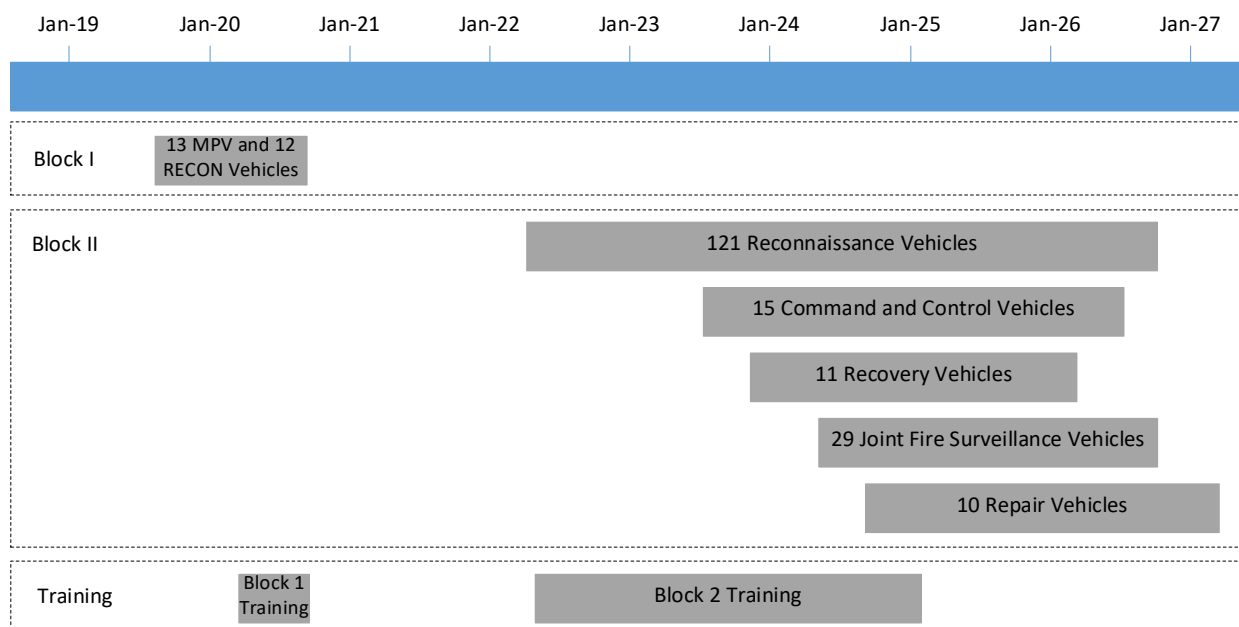 Jan-19 Jan-20 Jan-21 Jan-22 Jan-23 Jan-24 Jan-25 Jan-26 Jan-27
Block I
13 MPV and 12
RECON Vehicles
Block II
121 Reconnaissance Vehicles
15 Command and Control Vehicles
11 Recovery Vehicles
29 Joint Fire Surveillance Vehicles
10 Repair Vehicles
Training
Block 1
Training
Block 2 Training